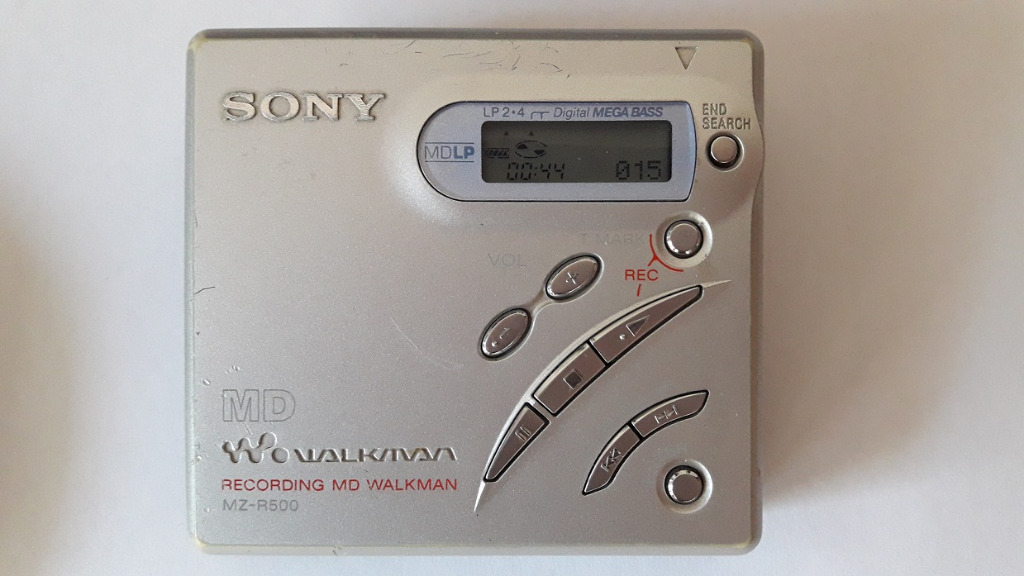 SONY
LP 2•4 Digital MEGA BASS
MDLP
00:44 015
END
SEARCH
T MARK
REC
VOL
+
-
MD
WALKMAN
RECORDING MD WALKMAN
MZ-R500